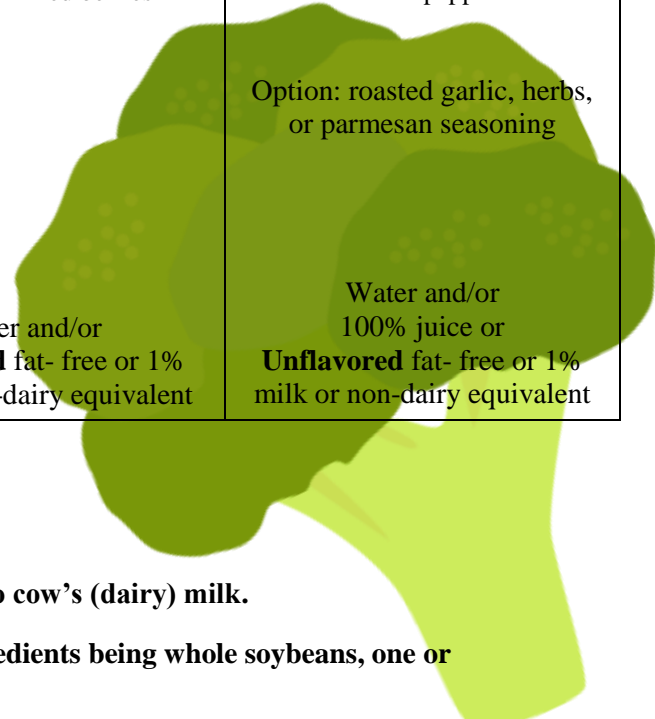 Option: roasted garlic, herbs,
or parmesan seasoning
Water and/or
100% juice or
Unflavored fat- free or 1%
milk or non-dairy equivalent
and/or
fat- free or 1%
-dairy equivalent
cow's (dairy) milk.
being whole soybeans, one or